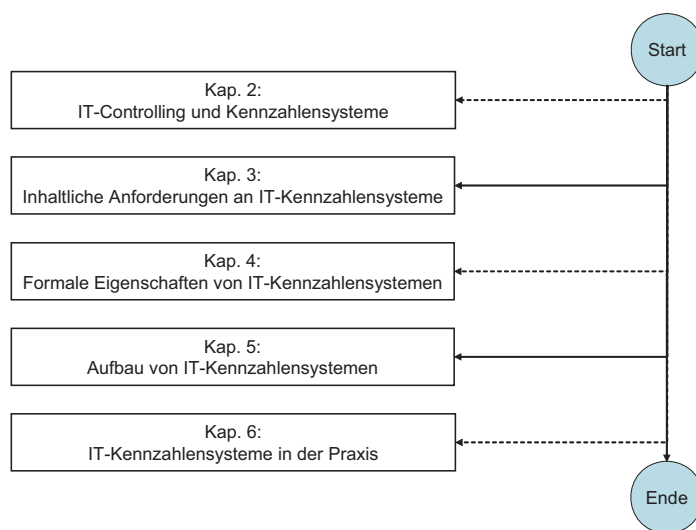 Start
Kap. 2:
IT-Controlling und Kennzahlensysteme
Kap. 3:
Inhaltliche Anforderungen an IT-Kennzahlensysteme
Kap. 4:
Formale Eigenschaften von IT-Kennzahlensystemen
Kap. 5:
Aufbau von IT-Kennzahlensystemen
Kap. 6:
IT-Kennzahlensysteme in der Praxis
Ende